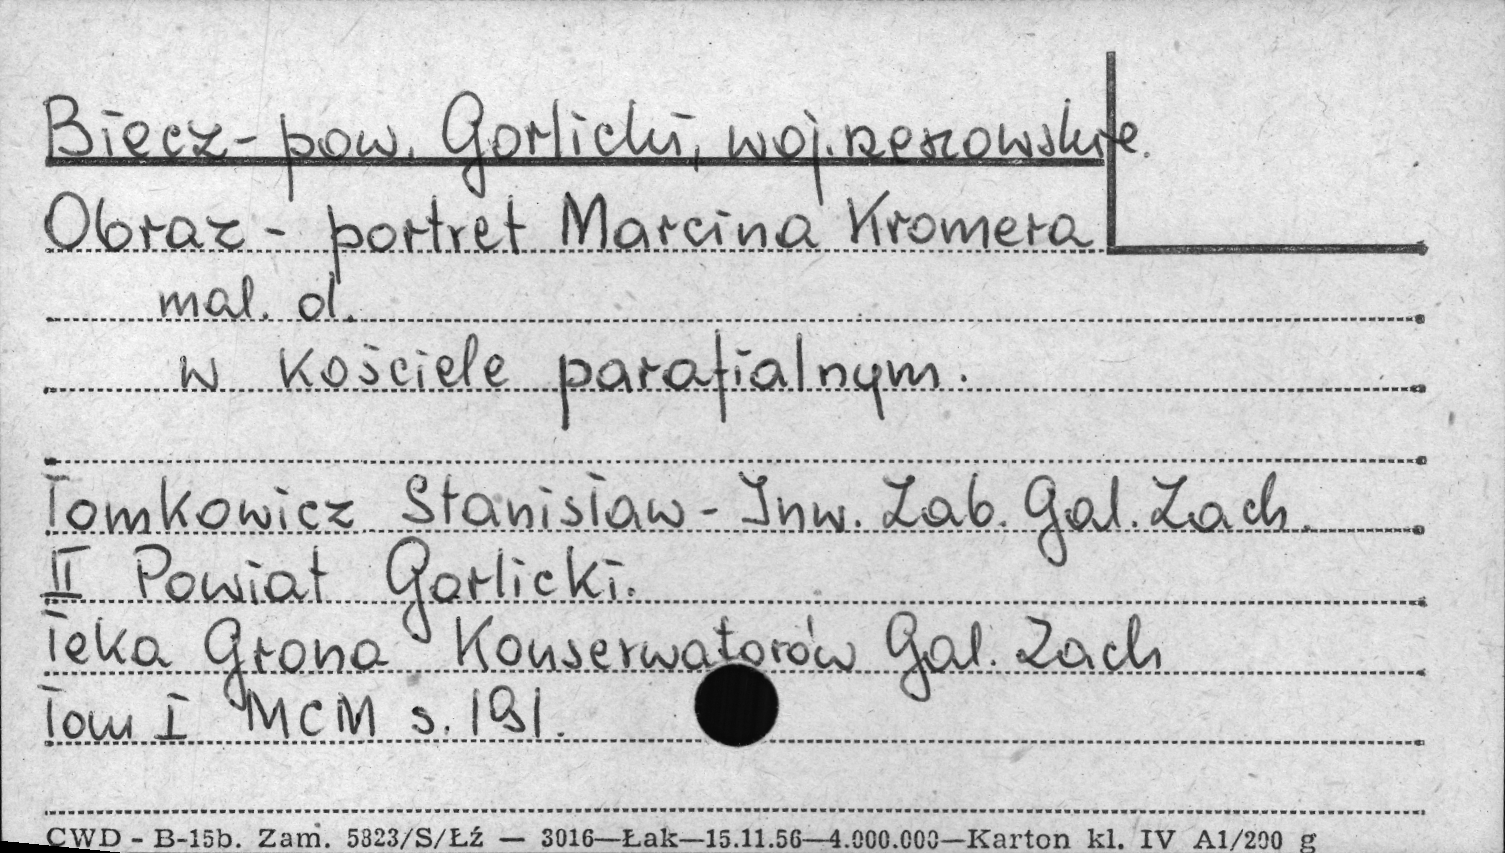 Biecz - pow. Gorlicki, woj. rzeszowskie.
Obraz - portret Marcina Kromera
mal. ol.
w kościele parafialnym.
Tomkowicz Stanisław - Inw. Zab. Gal. Zach.
II Powiat Gorlicki.
Teka Grona Konserwatorów Gal. Zach
Tom I MCM s. 191.
CWD - B-15b. Zam. 5823/S/Łź — 3016—Łak—15.11.56—4.000.000—Karton kl. IV A1/200 g